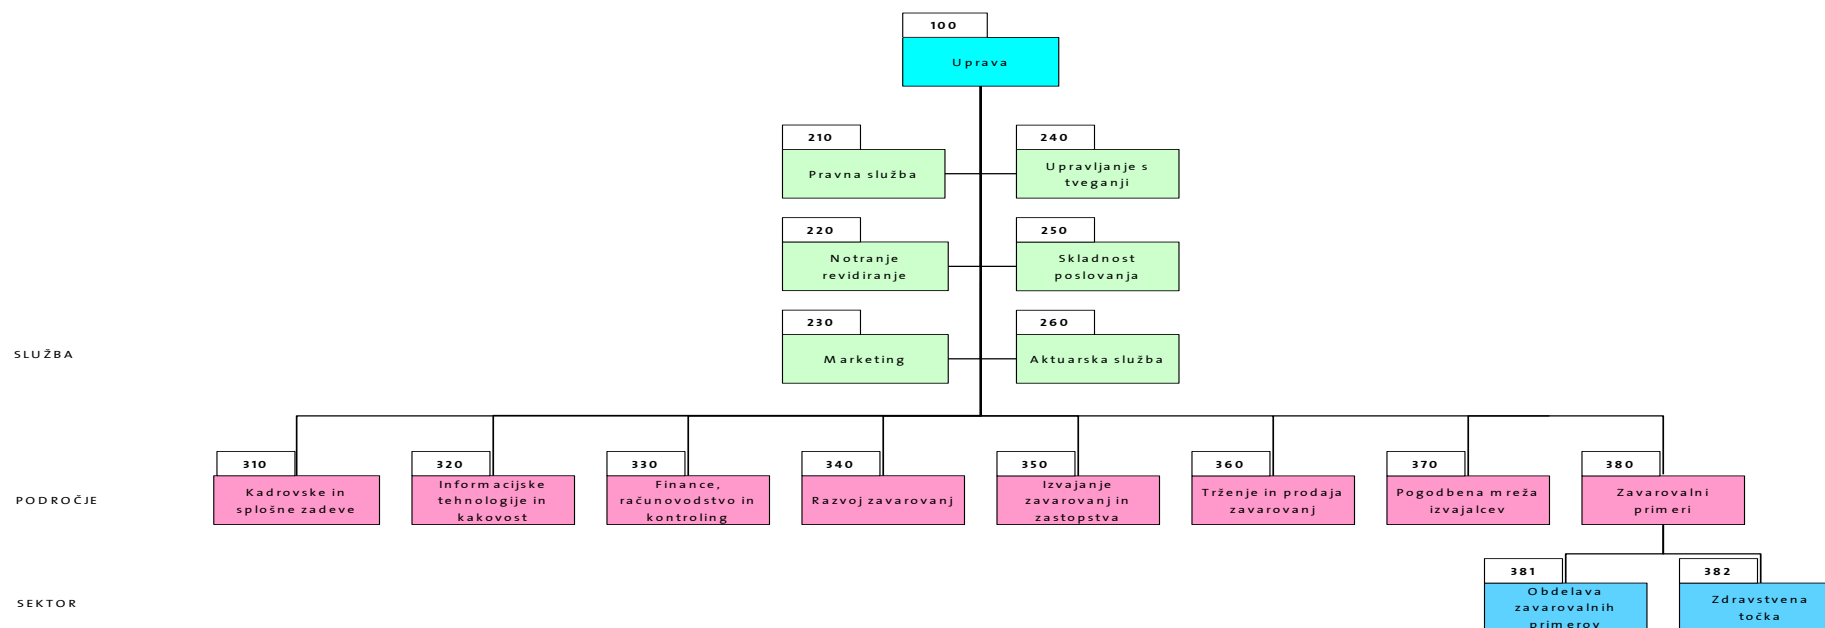 100
Uprava
210
Pravna služba
240
Upravljanje s
tveganji
220
Notranje
revidiranje
250
Skladnost
poslovanja
230
Marketing
260
Aktuarska služba
SLUŽBA
310
Kadrovske in
splošne zadeve
320
Informacijske
tehnologije in
kakovost
330
Finance,
računovodstvo in
kontroling
340
Razvoj zavarovanj
350
Izvajanje
zavarovanj in
zastopstva
360
Trženje in prodaja
zavarovanj
370
Pogodbena mreža
izvajalcev
380
Zavarovalni
primeri
PODROČJE
381
Obdelava
zavarovalnih
primerov
382
Zdravstvena
točka
SEKTOR